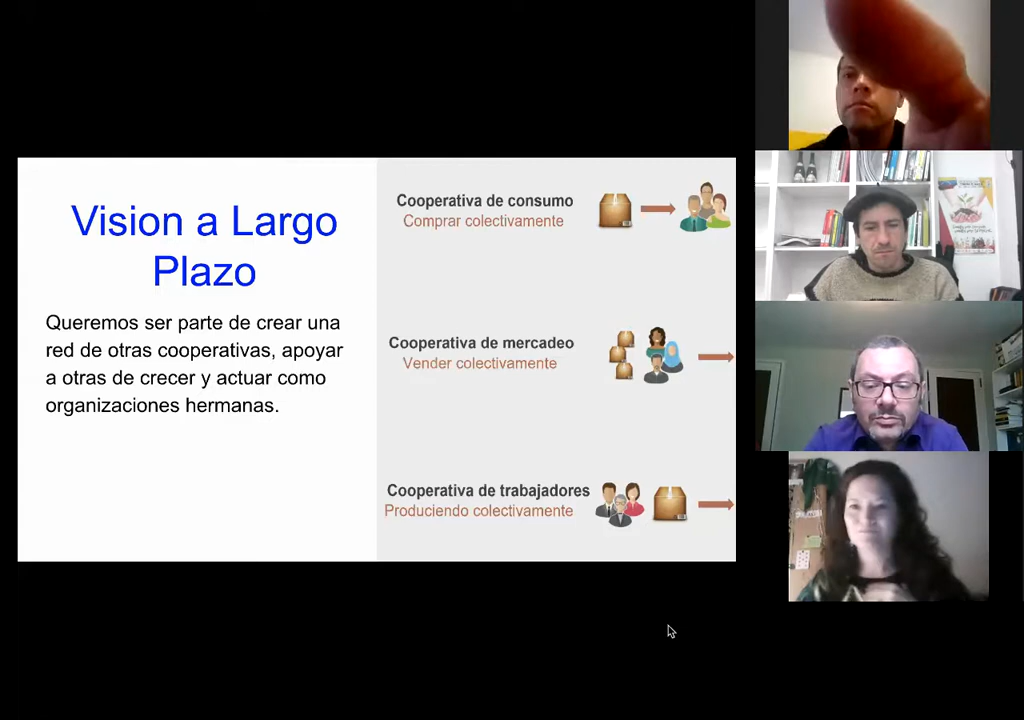 Vision a Largo
Plazo
Queremos ser parte de crear una
red de otras cooperativas, apoyar
a otras de crecer y actuar como
organizaciones hermanas.
Cooperativa de consumo
Comprar colectivamente
Cooperativa de mercadeo
Vender colectivamente
Cooperativa de trabajadores
Produciendo colectivamente